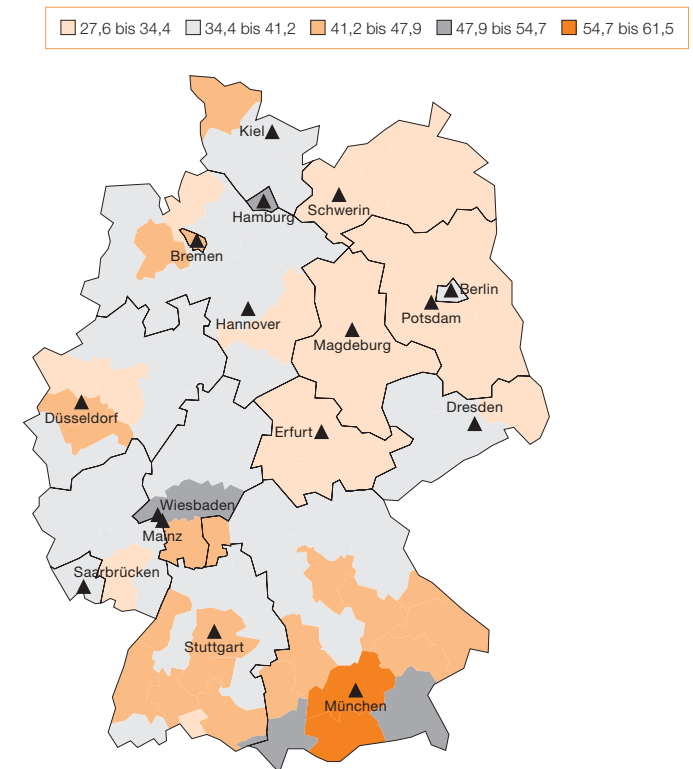 27,6 bis 34,4 34,4 bis 41,2 41,2 bis 47,9 47,9 bis 54,7 54,7 bis 61,5
Kiel
Hamburg
Schwerin
Bremen
Berlin
Potsdam
Hannover
Magdeburg
Düsseldorf
Dresden
Erfurt
Wiesbaden
Mainz
Saarbrücken
Stuttgart
München